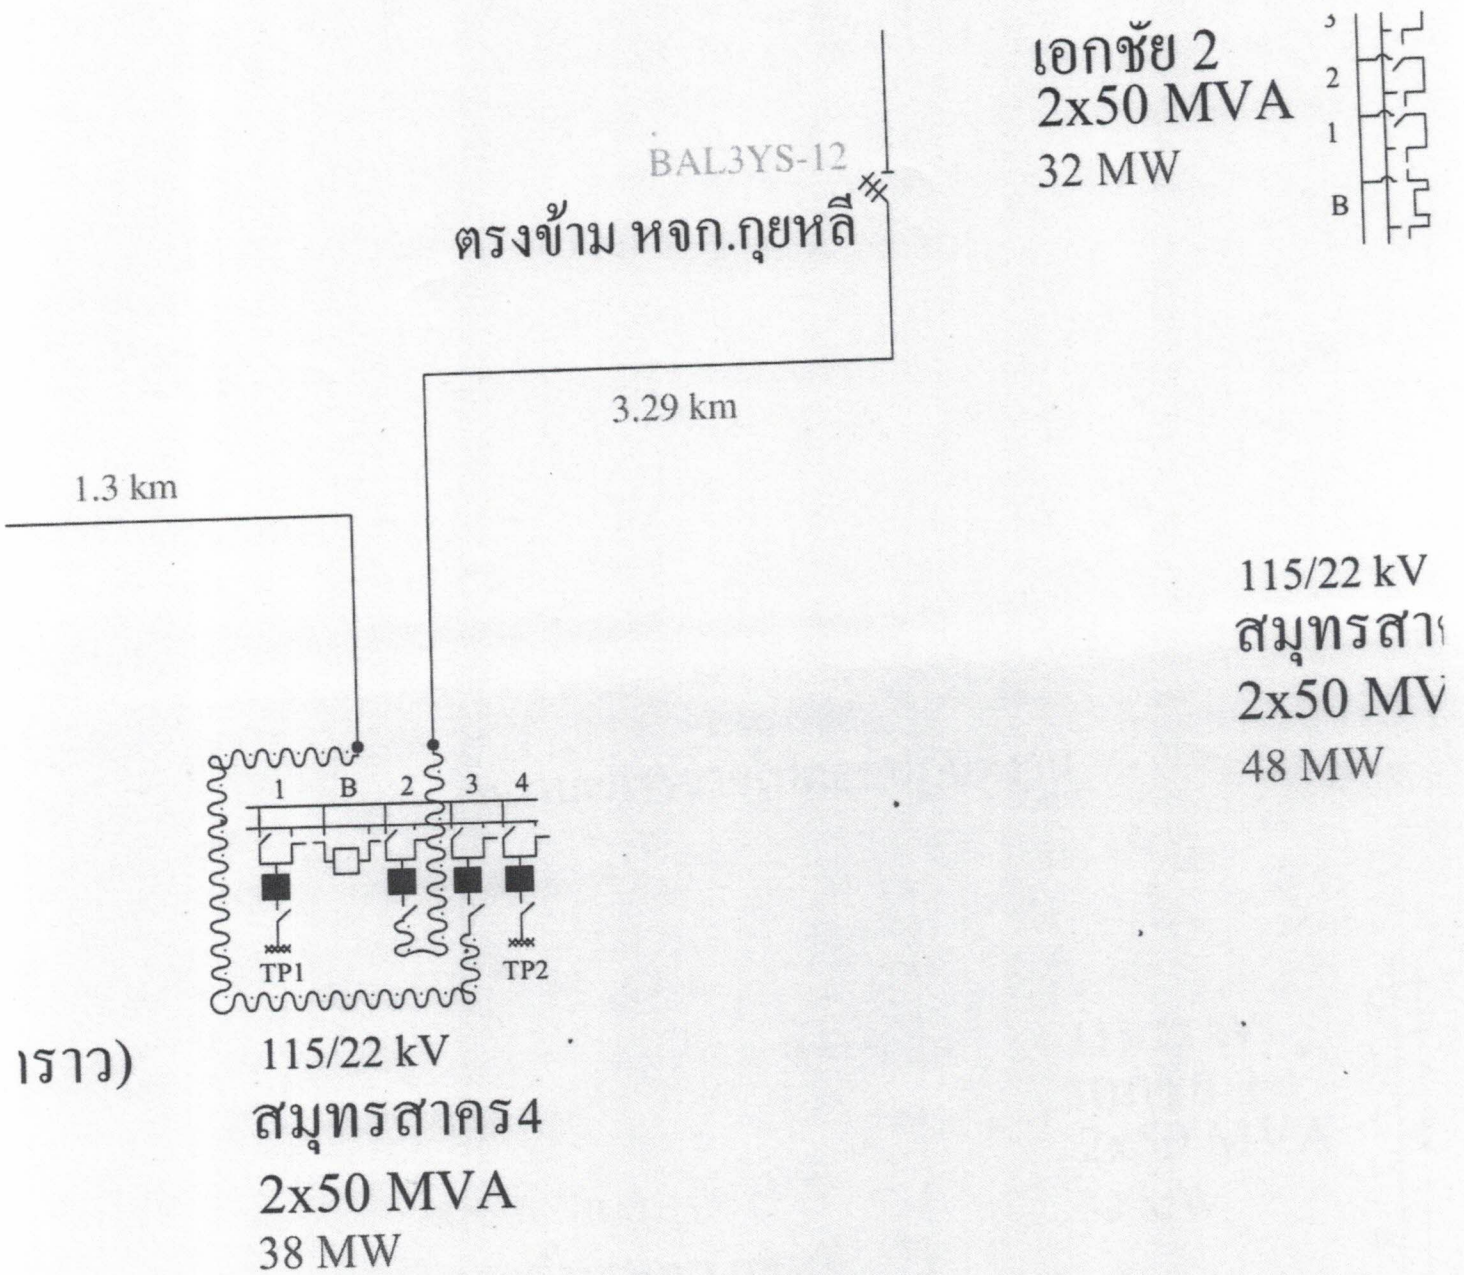 เอกชัย 2
2x50 MVA
32 MW
3
2
1
B
BAL3YS-12
ตรงข้าม หจก.กุยหลี
3.29 km
1.3 km
115/22 kV
2x50 MV
48 MW
1 B 2 3 4
TP1 TP2
115/22 kV
สมุทรสาคร4
2x50 MVA
38 MW